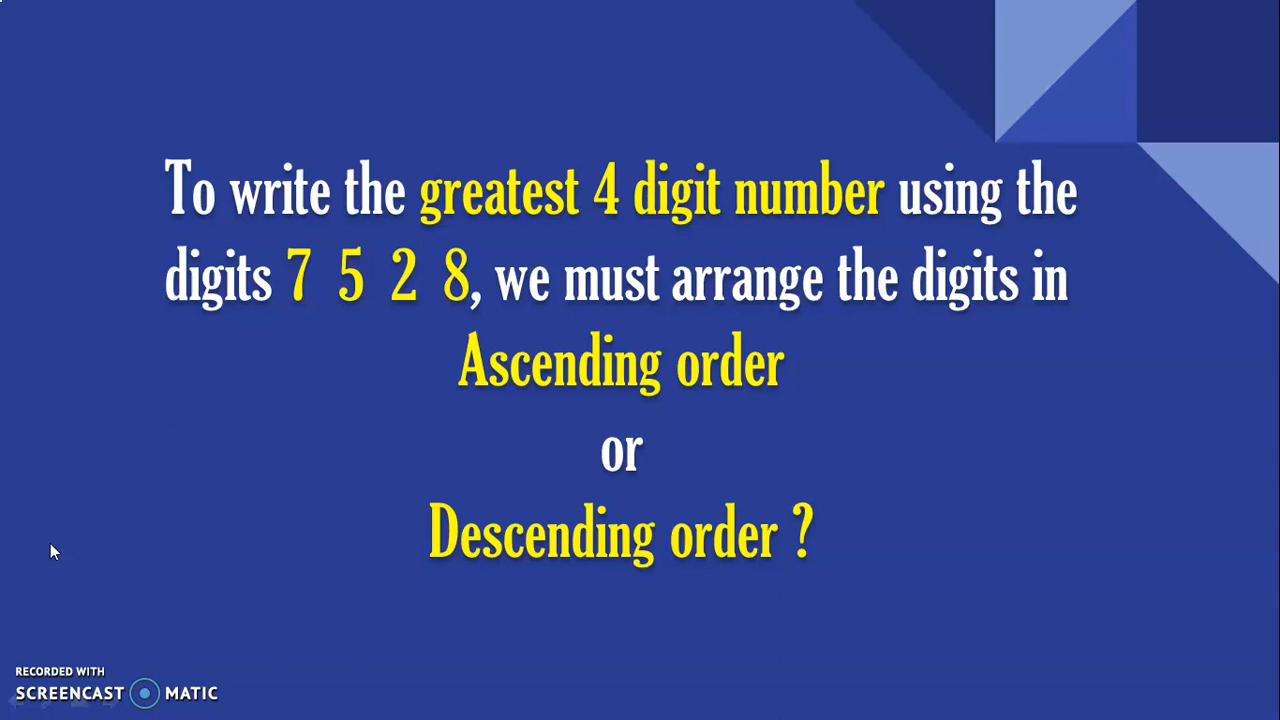 To write the greatest 4 digit number using the
digits 7 5 2 8, we must arrange the digits in
Ascending order
or
Descending order ?
RECORDED WITH
SCREENCAST MATIC